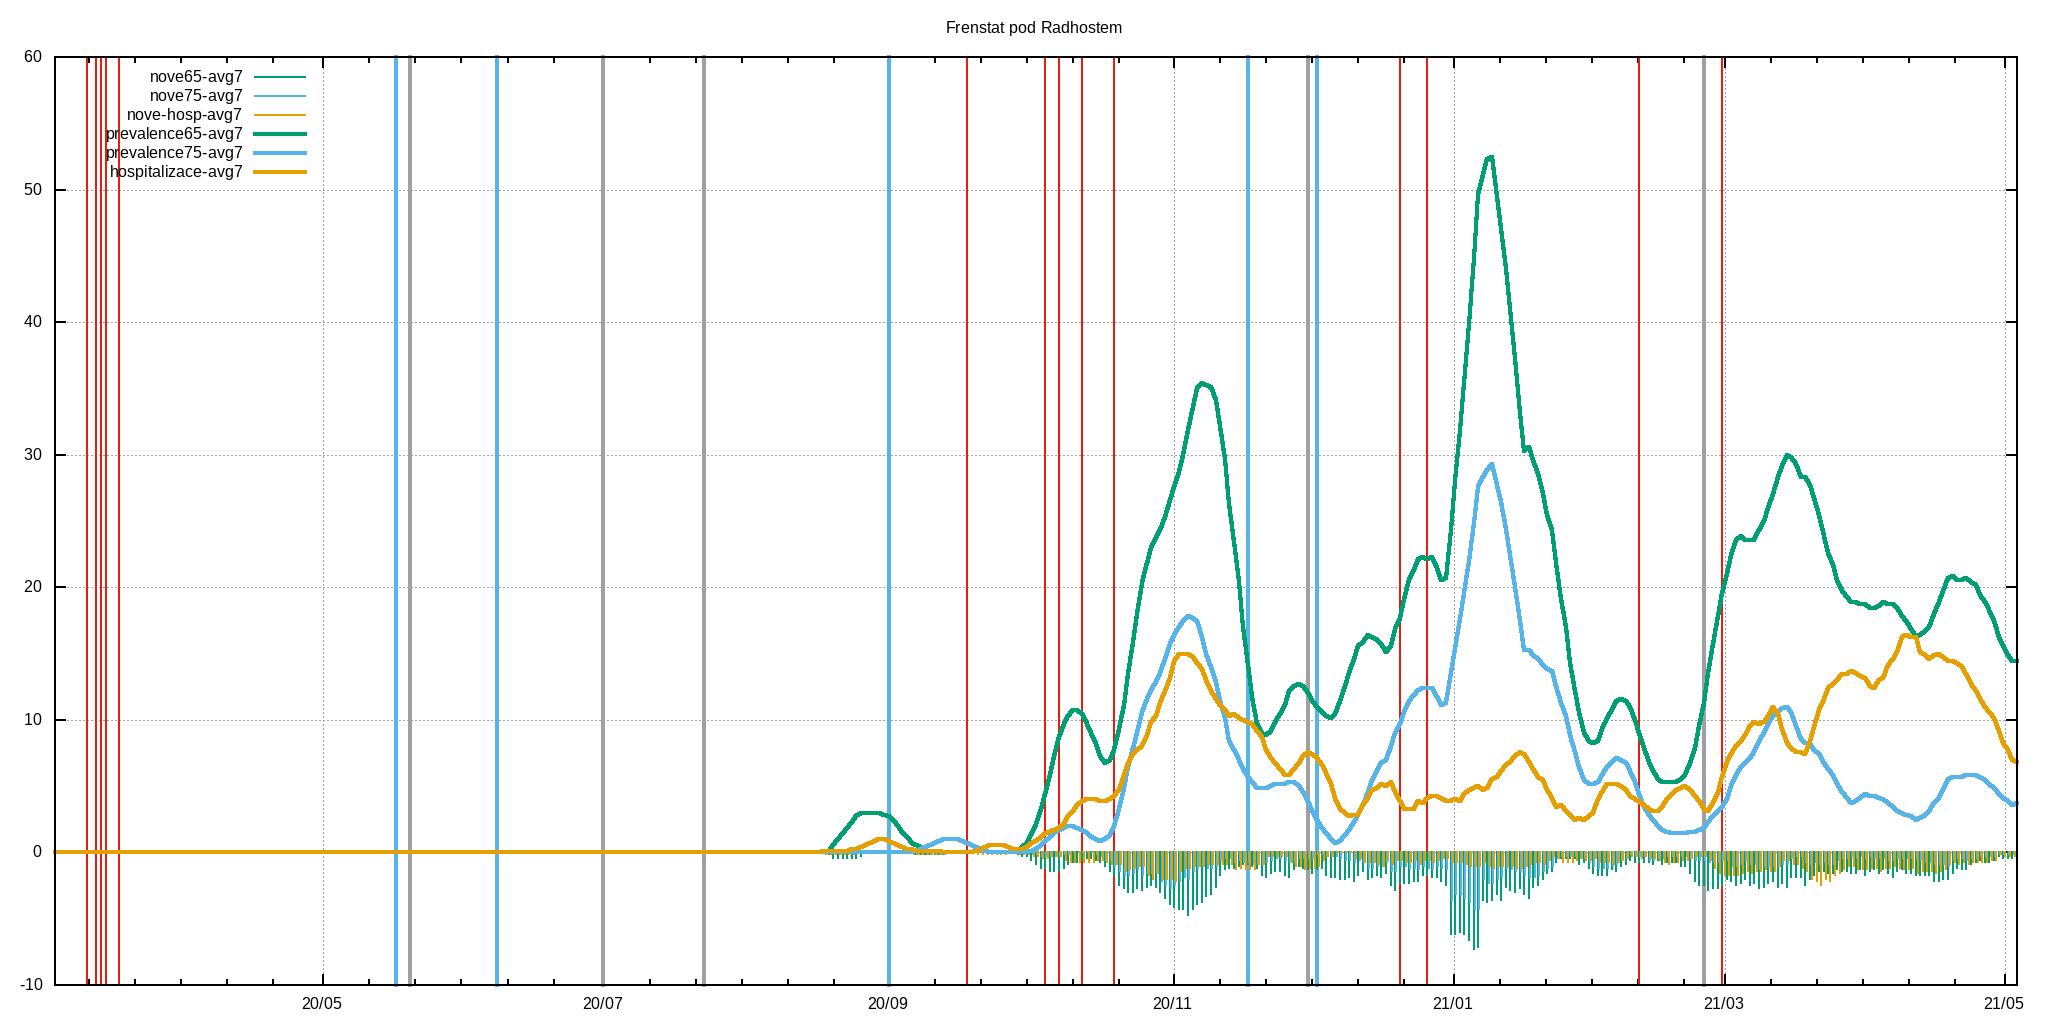 Frenstat pod Radhostem
60
nove65-avg7
nove75-avg7
nove-hosp-avg7
prevalence65-avg7
prevalence75-avg7
hospitalizace-avg7
50
40
30
20
10
0
-10
20/05 20/07 20/09 20/11 21/01 21/03 21/05